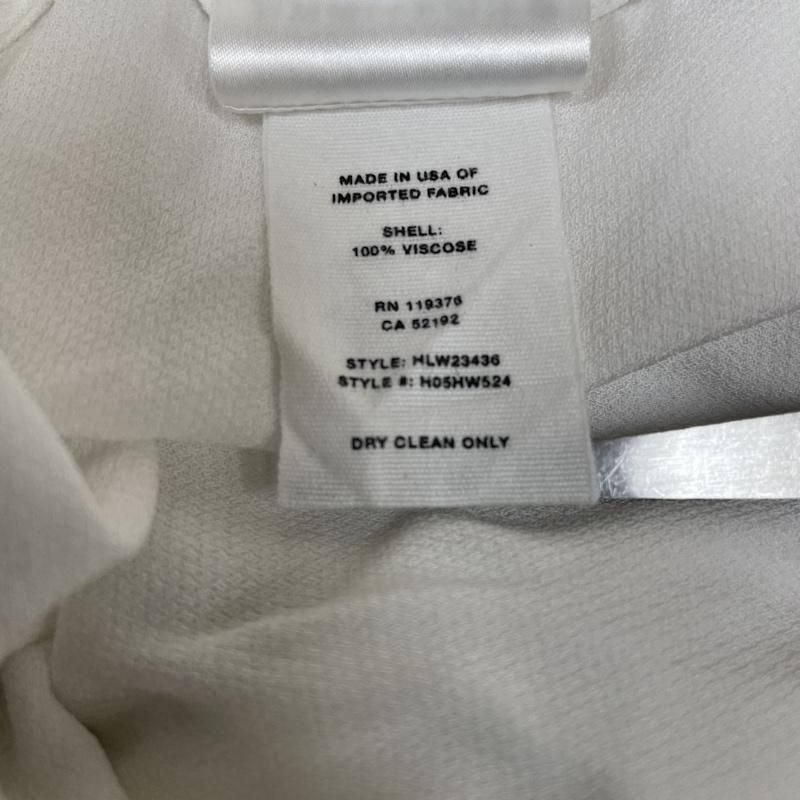 MADE IN USA OF
IMPORTED FABRIC
SHELL:
100% VISCOSE
RN 119376
CA 52192
STYLE: HLW23436
STYLE #: H05HW524
DRY CLEAN ONLY